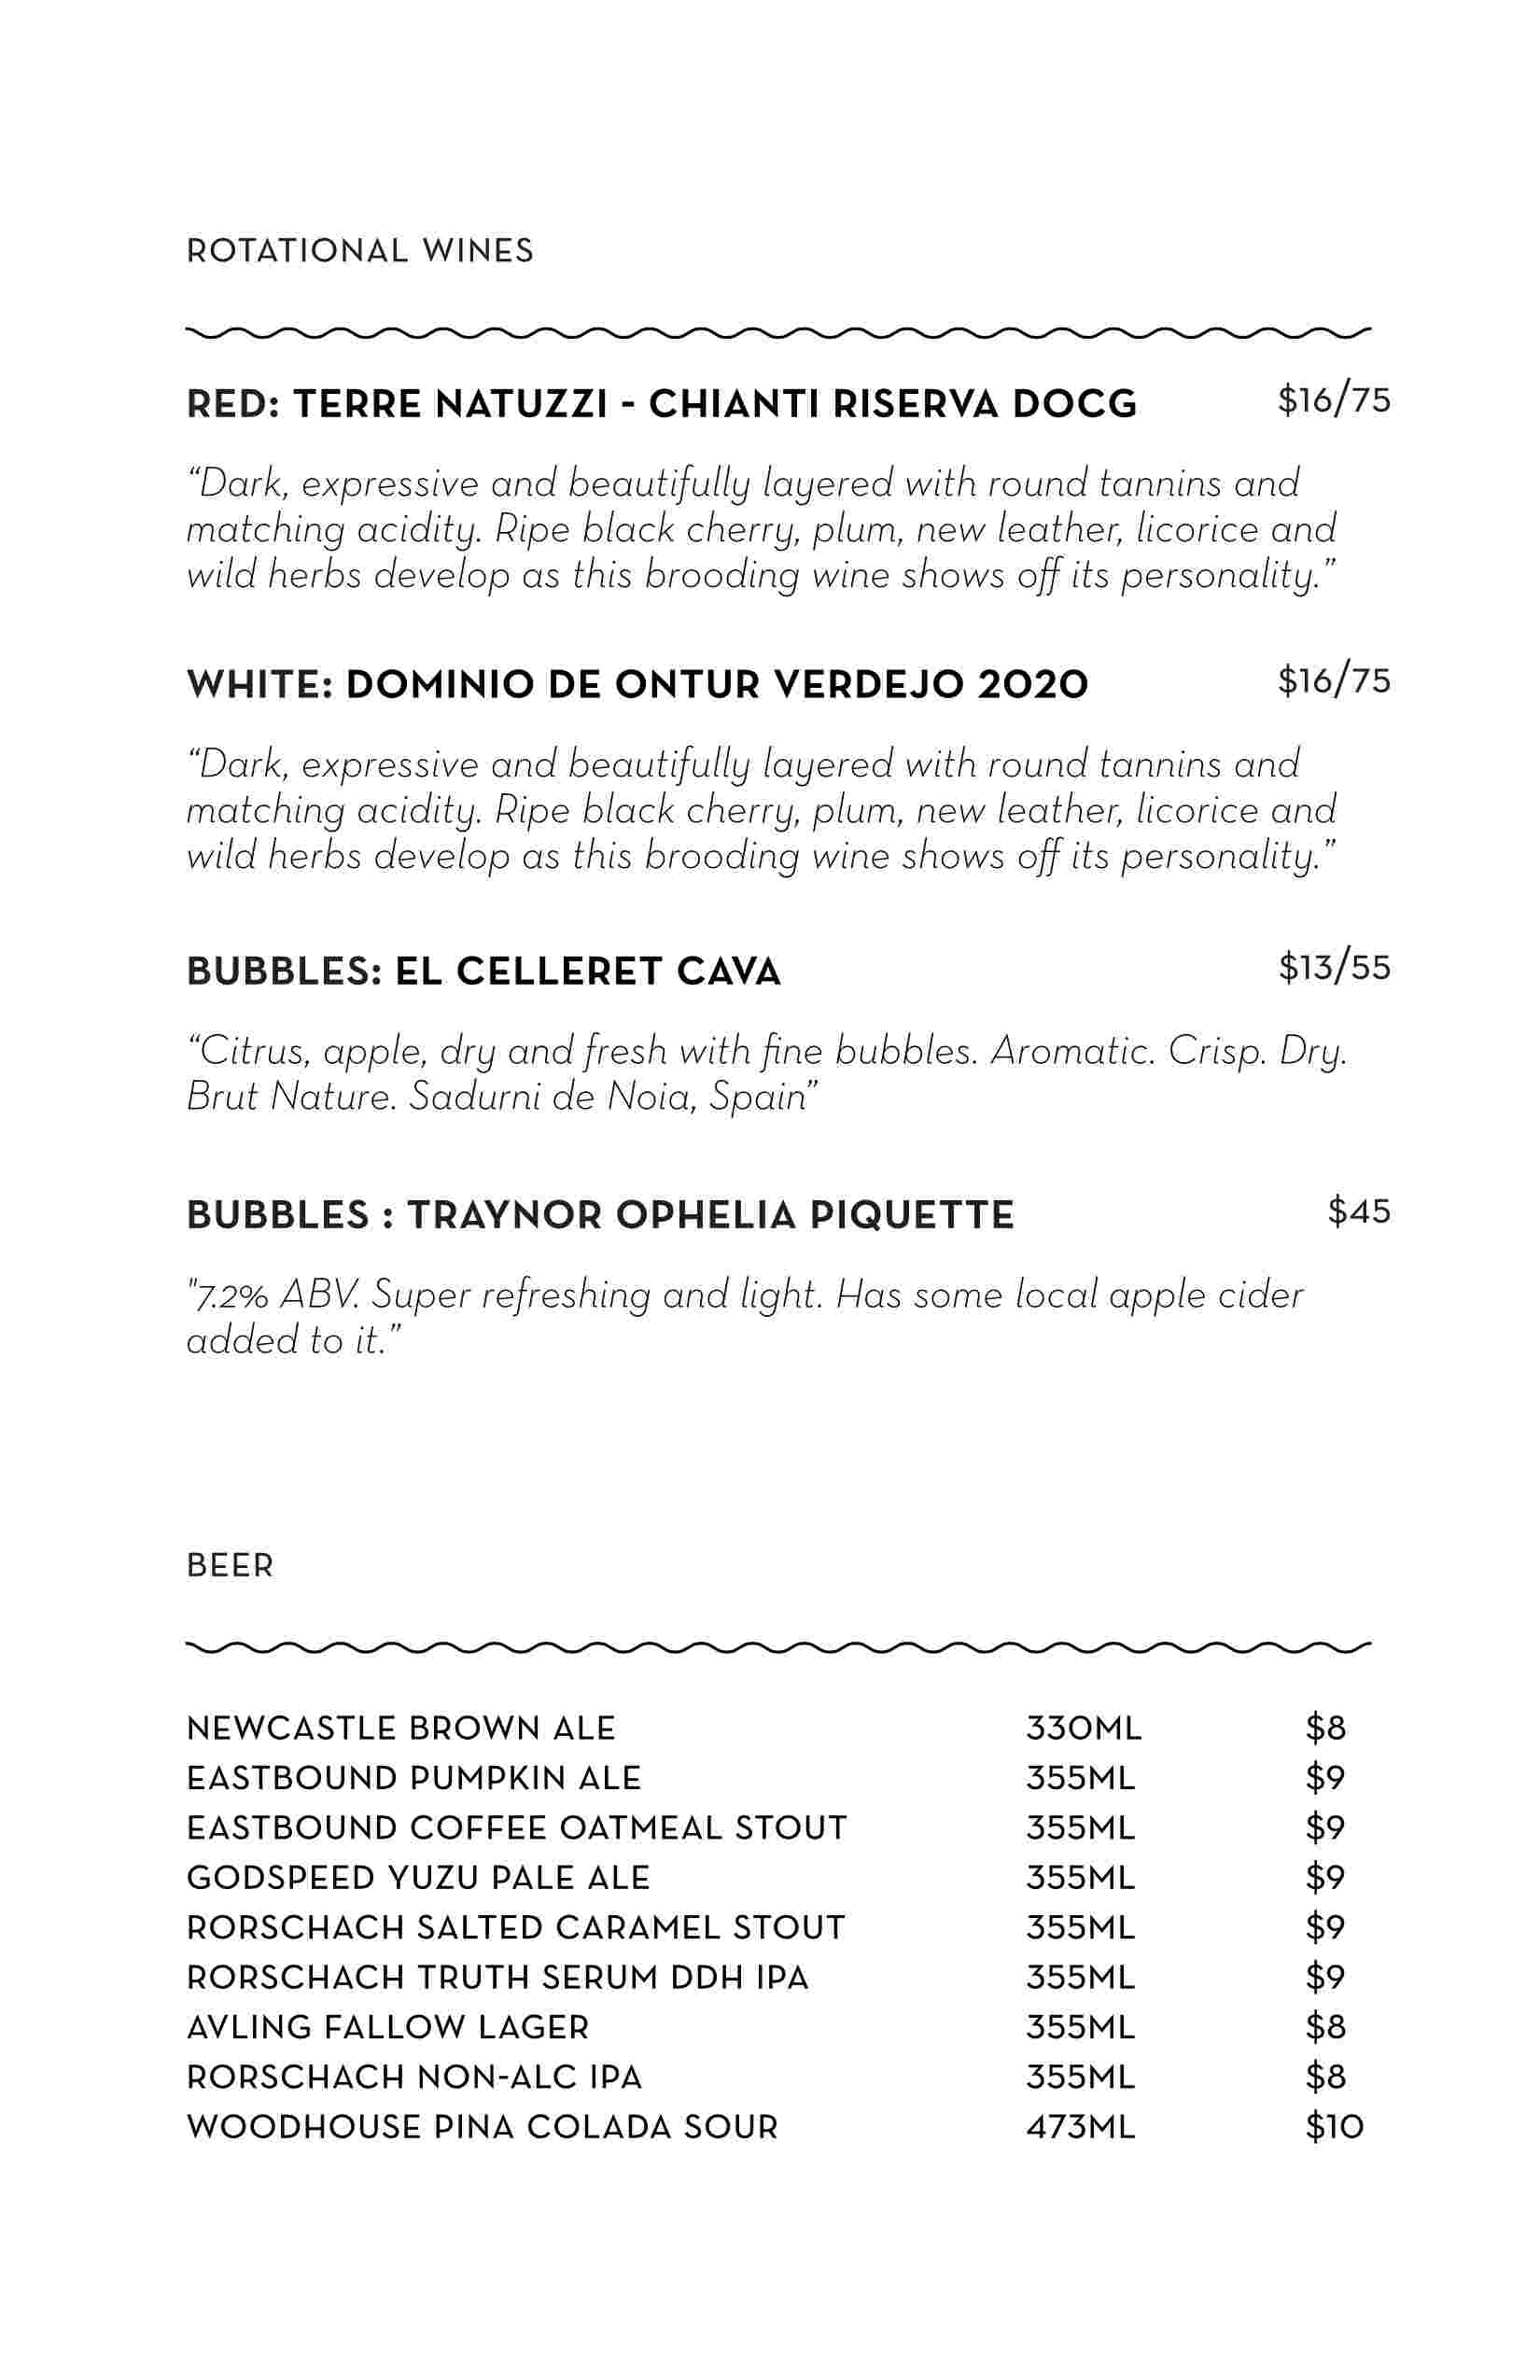 ROTATIONAL WINES
RED: TERRE NATUZZI - CHIANTI RISERVA DOCG $16/75
“Dark, expressive and beautifully layered with round tannins and
matching acidity. Ripe black cherry, plum, new leather, licorice and
wild herbs develop as this brooding wine shows off its personality.”
WHITE: DOMINIO DE ONTUR VERDEJO 2020 $16/75
“Dark, expressive and beautifully layered with round tannins and
matching acidity. Ripe black cherry, plum, new leather, licorice and
wild herbs develop as this brooding wine shows off its personality.”
BUBBLES: EL CELLERET CAVA $13/55
“Citrus, apple, dry and fresh with fine bubbles. Aromatic. Crisp. Dry.
Brut Nature. Sadurni de Noia, Spain”
BUBBLES : TRAYNOR OPHELIA PIQUETTE $45
"7.2% ABV. Super refreshing and light. Has some local apple cider
added to it.”
BEER
NEWCASTLE BROWN ALE 330ML $8
EASTBOUND PUMPKIN ALE 355ML $9
EASTBOUND COFFEE OATMEAL STOUT 355ML $9
GODSPEED YUZU PALE ALE 355ML $9
RORSCHACH SALTED CARAMEL STOUT 355ML $9
RORSCHACH TRUTH SERUM DDH IPA 355ML $9
AVLING FALLOW LAGER 355ML $8
RORSCHACH NON-ALC IPA 355ML $8
WOODHOUSE PINA COLADA SOUR 473ML $10